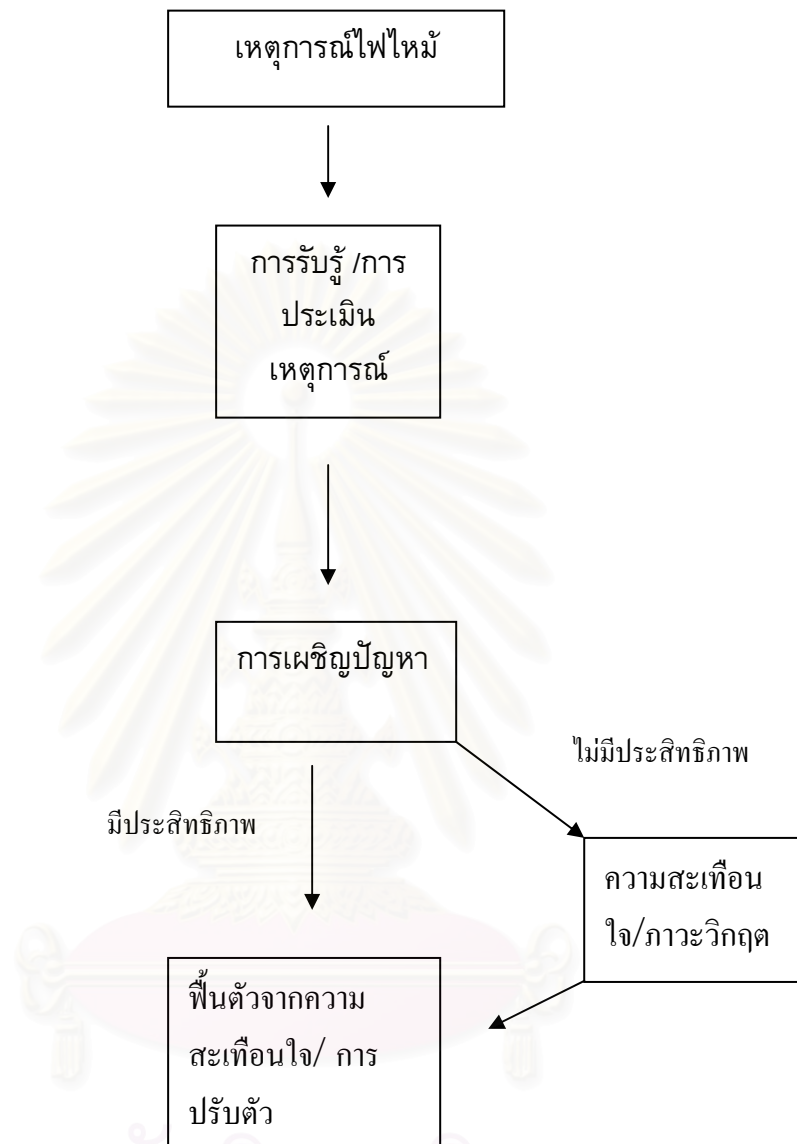 เหตุการณ์ไฟไหม้
การรับรู้ /การ
ประเมิน
เหตุการณ์
การเผชิญปัญหา
ไม่มีประสิทธิภาพ
มีประสิทธิภาพ
ความสะเทือน
ใจ/ภาวะวิกฤต
ฟื้นตัวจากความ
สะเทือนใจ/ การ
ปรับตัว